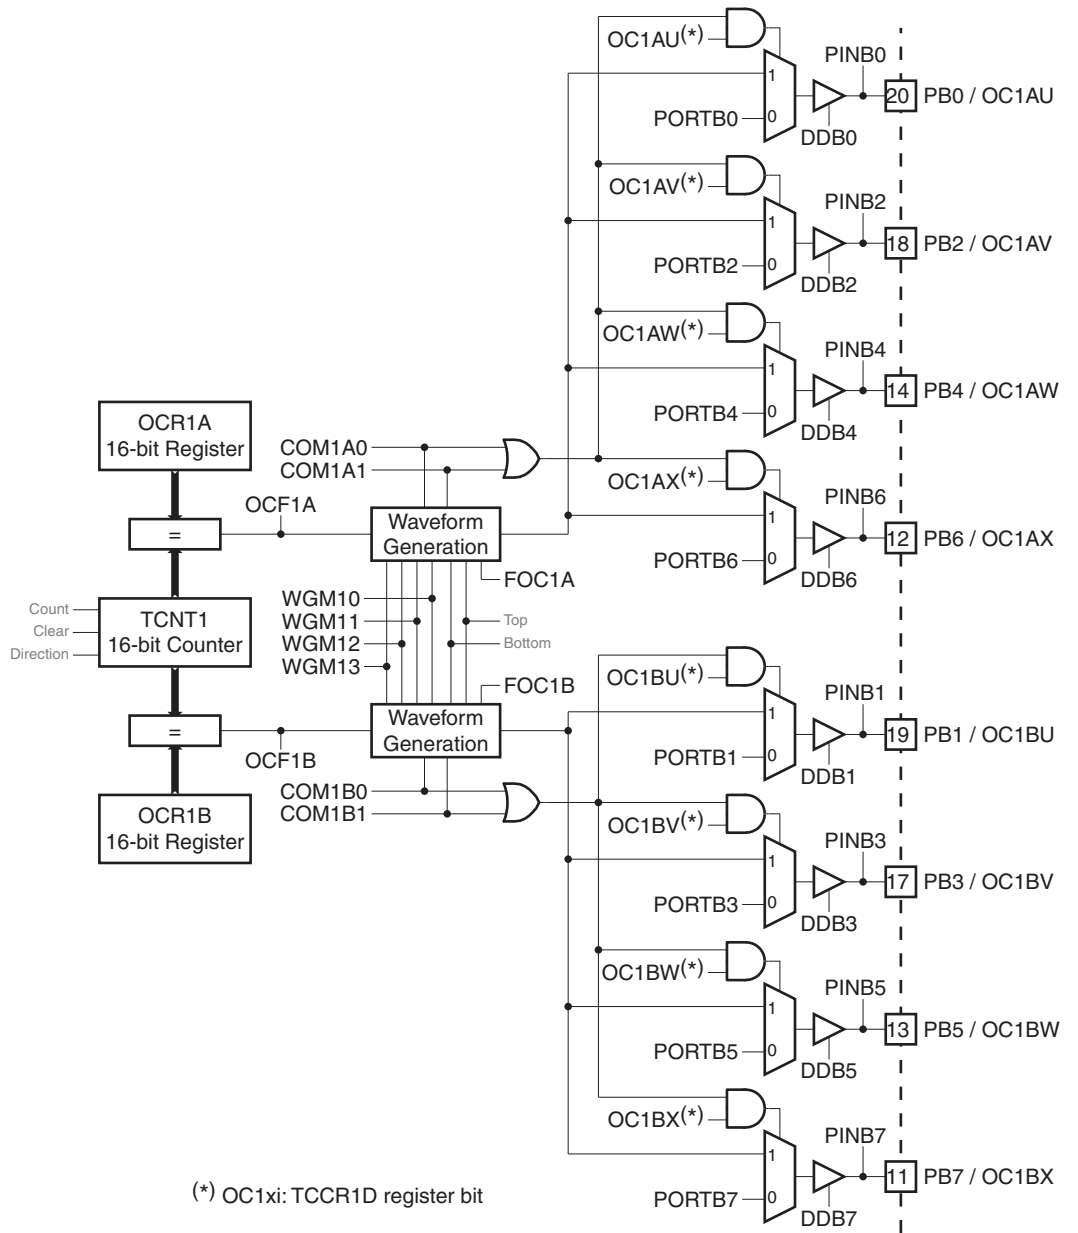 OC1AU(*)
PINB0
1
20 PB0 / OC1AU
PORTB0
0
DDB0
OC1AV(*)
PINB2
1
18 PB2 / OC1AV
PORTB2
0
DDB2
OC1AW(*)
PINB4
1
14 PB4 / OC1AW
PORTB4
0
DDB4
OCR1A
16-bit Register
COM1A0
COM1A1
OC1AX(*)
PINB6
OCF1A
Waveform
Generation
1
=
12 PB6 / OC1AX
PORTB6
0
DDB6
FOC1A
Count
Clear
Direction
TCNT1
16-bit Counter
WGM10
WGM11
WGM12
WGM13
Top
Bottom
OC1BU(*)
FOC1B
PINB1
Waveform
Generation
1
=
19 PB1 / OC1BU
OCF1B
PORTB1
0
DDB1
COM1B0
COM1B1
OCR1B
16-bit Register
OC1BV(*)
PINB3
1
17 PB3 / OC1BV
PORTB3
0
DDB3
OC1BW(*)
PINB5
1
13 PB5 / OC1BW
PORTB5
0
DDB5
OC1BX(*)
PINB7
1
11 PB7 / OC1BX
PORTB7
0
DDB7
(*) OC1xi: TCCR1D register bit